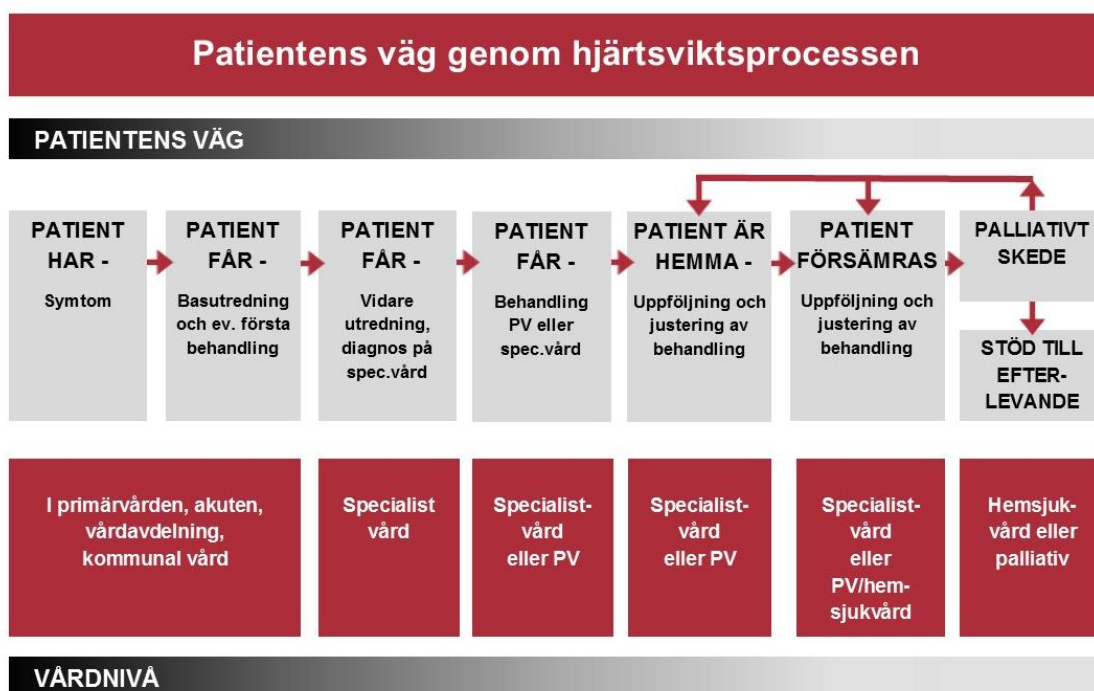 Patientens väg genom hjärtsviktsprocessen
PATIENTENS VÄG
PATIENT
HAR -
Symtom
PATIENT
FÅR -
Basutredning
och ev. första
behandling
PATIENT
FÅR -
Vidare
utredning,
diagnos på
spec.vård
PATIENT
FÅR -
Behandling
PV eller
spec.vård
PATIENT ÄR
HEMMA -
Uppföljning och
justering av
behandling
PATIENT
FÖRSÄMRAS
Uppföljning och
justering av
behandling
PALLIATIVT
SKEDE
STÖD TILL
EFTER-
LEVANDE
I primärvården, akuten,
vårdavdelning,
kommunal vård
Specialist
vård
Specialist-
vård
eller PV
Specialist-
vård
eller PV
Specialist-
vård
eller
PV/hem-
sjukvård
Hemsjuk-
vård eller
palliativ
VÅRDNIVÅ